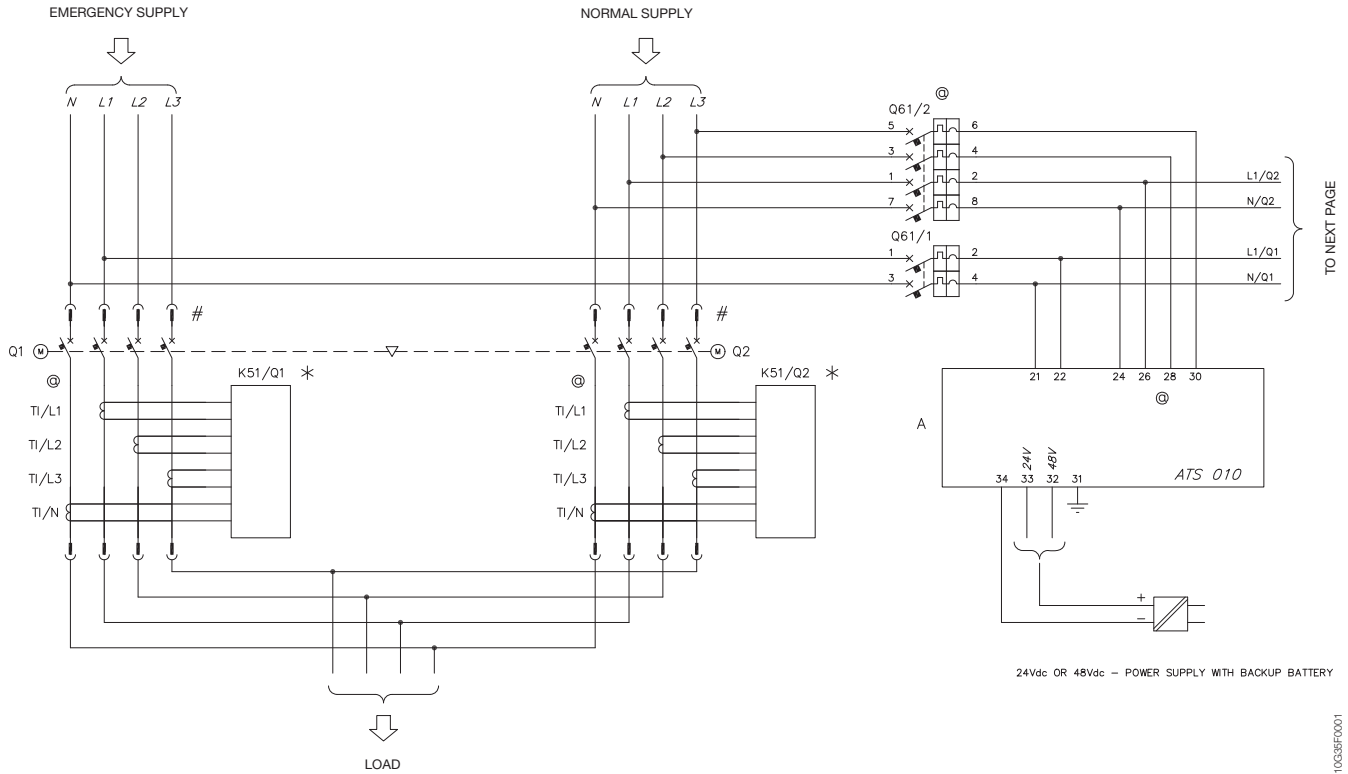 EMERGENCY SUPPLY
NORMAL SUPPLY
N L1 L2 L3
N L1 L2 L3
@
Q61/2
5 6
3 4
1 2 L1/Q2
7 8 N/Q2
Q61/1
1 2 L1/Q1
3 4 N/Q1
TO NEXT PAGE
# #
Q1 M M Q2
@ K51/Q1 * @ K51/Q2 *
21 22 24 26 28 30
@
TI/L1 TI/L1
A
TI/L2 TI/L2
TI/L3 TI/L3
24V 48V
ATS 010
34 33 32 31
TI/N TI/N
+
−
24Vdc OR 48Vdc – POWER SUPPLY WITH BACKUP BATTERY
LOAD
10G35F0001